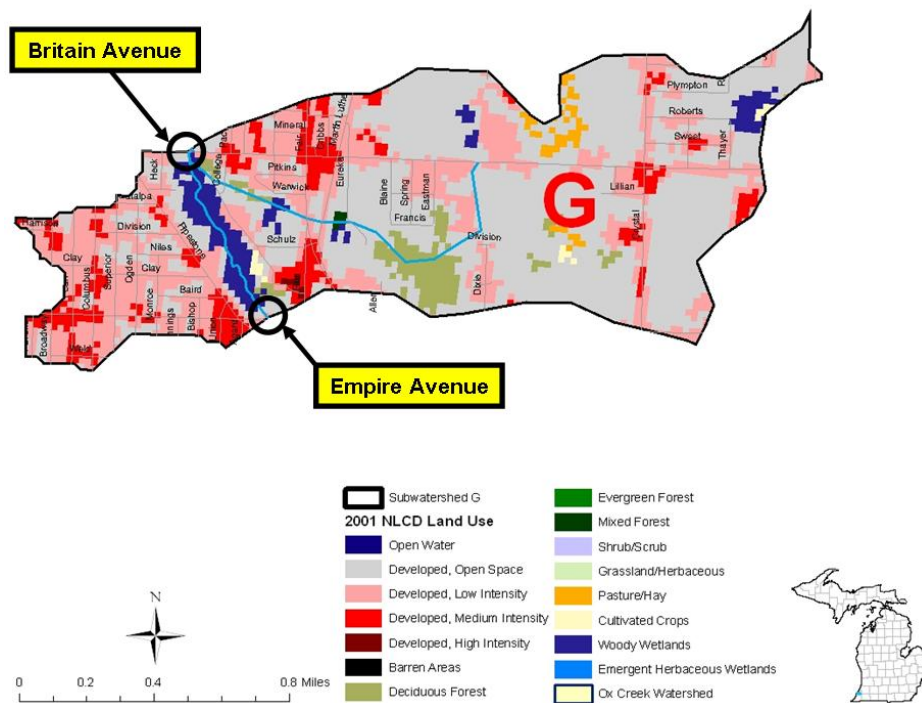 Britain Avenue
Plympton
Roberts
Sweet
Thayer
Mineral
Fair
Eureka
Pitkins
Warwick
College
Heck
Lillian
G
Blaine
Spring
Eastman
Francis
Division
Division
Schulz
Pipestone
Niles
Clay
Clay
Superior
Ogden
Columbus
Baird
Monroe
Bishop
Dixie
Broadway
Empire Avenue
Subwatershed G
2001 NLCD Land Use
Open Water
Developed, Open Space
Developed, Low Intensity
Developed, Medium Intensity
Developed, High Intensity
Barren Areas
Deciduous Forest
Evergreen Forest
Mixed Forest
Shrub/Scrub
Grassland/Herbaceous
Pasture/Hay
Cultivated Crops
Woody Wetlands
Emergent Herbaceous Wetlands
Ox Creek Watershed
N
0 0.2 0.4 0.8 Miles